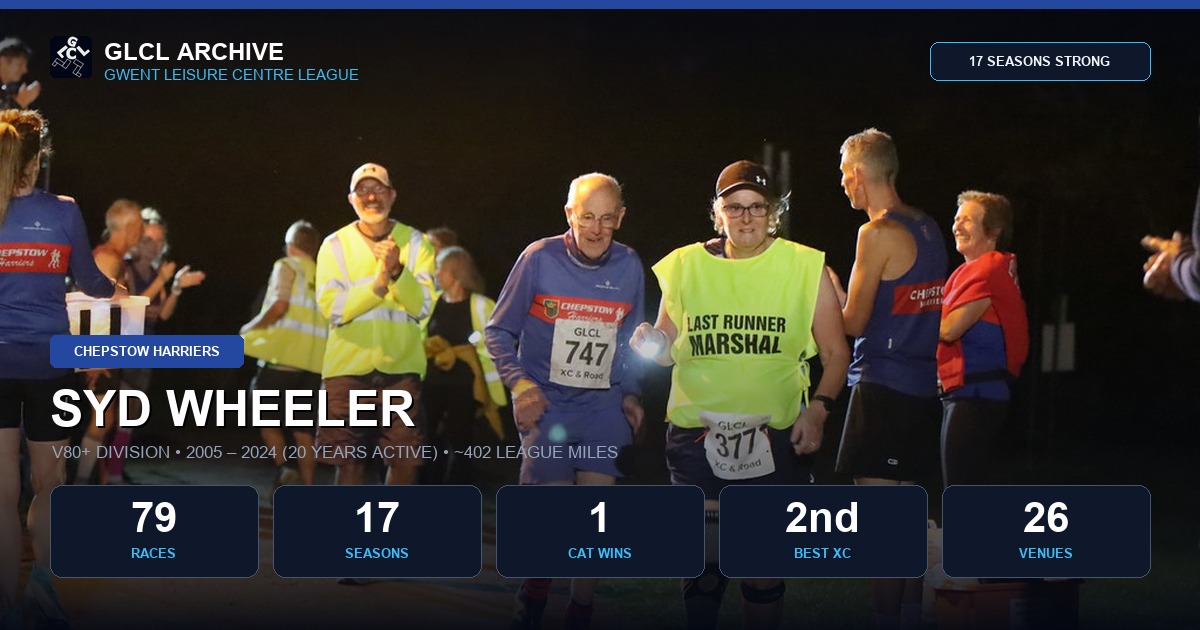 GLCL ARCHIVE
GWENT LEISURE CENTRE LEAGUE
17 SEASONS STRONG
CHEPSTOW
Harriers
CHEPSTOW
Harriers
GLCL
747
XC & Road
LAST RUNNER
MARSHAL
GLCL
377
XC & Road
CHEPSTOW HARRIERS
SYD WHEELER
V80+ DIVISION • 2005 – 2024 (20 YEARS ACTIVE) • ~402 LEAGUE MILES
79
RACES
17
SEASONS
1
CAT WINS
2nd
BEST XC
26
VENUES